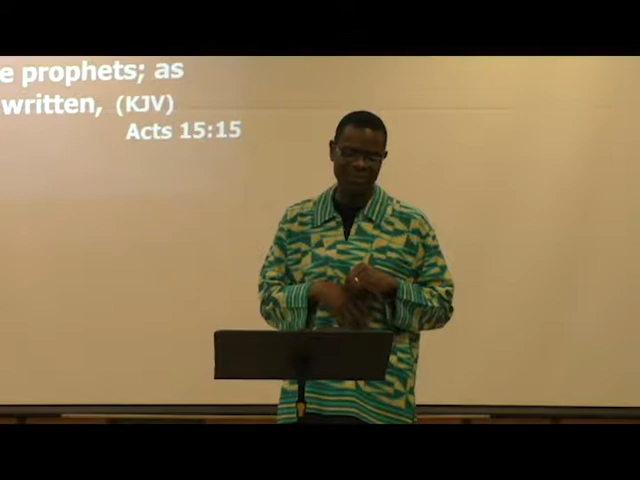 e prophets; as
written, (KJV)
Acts 15:15